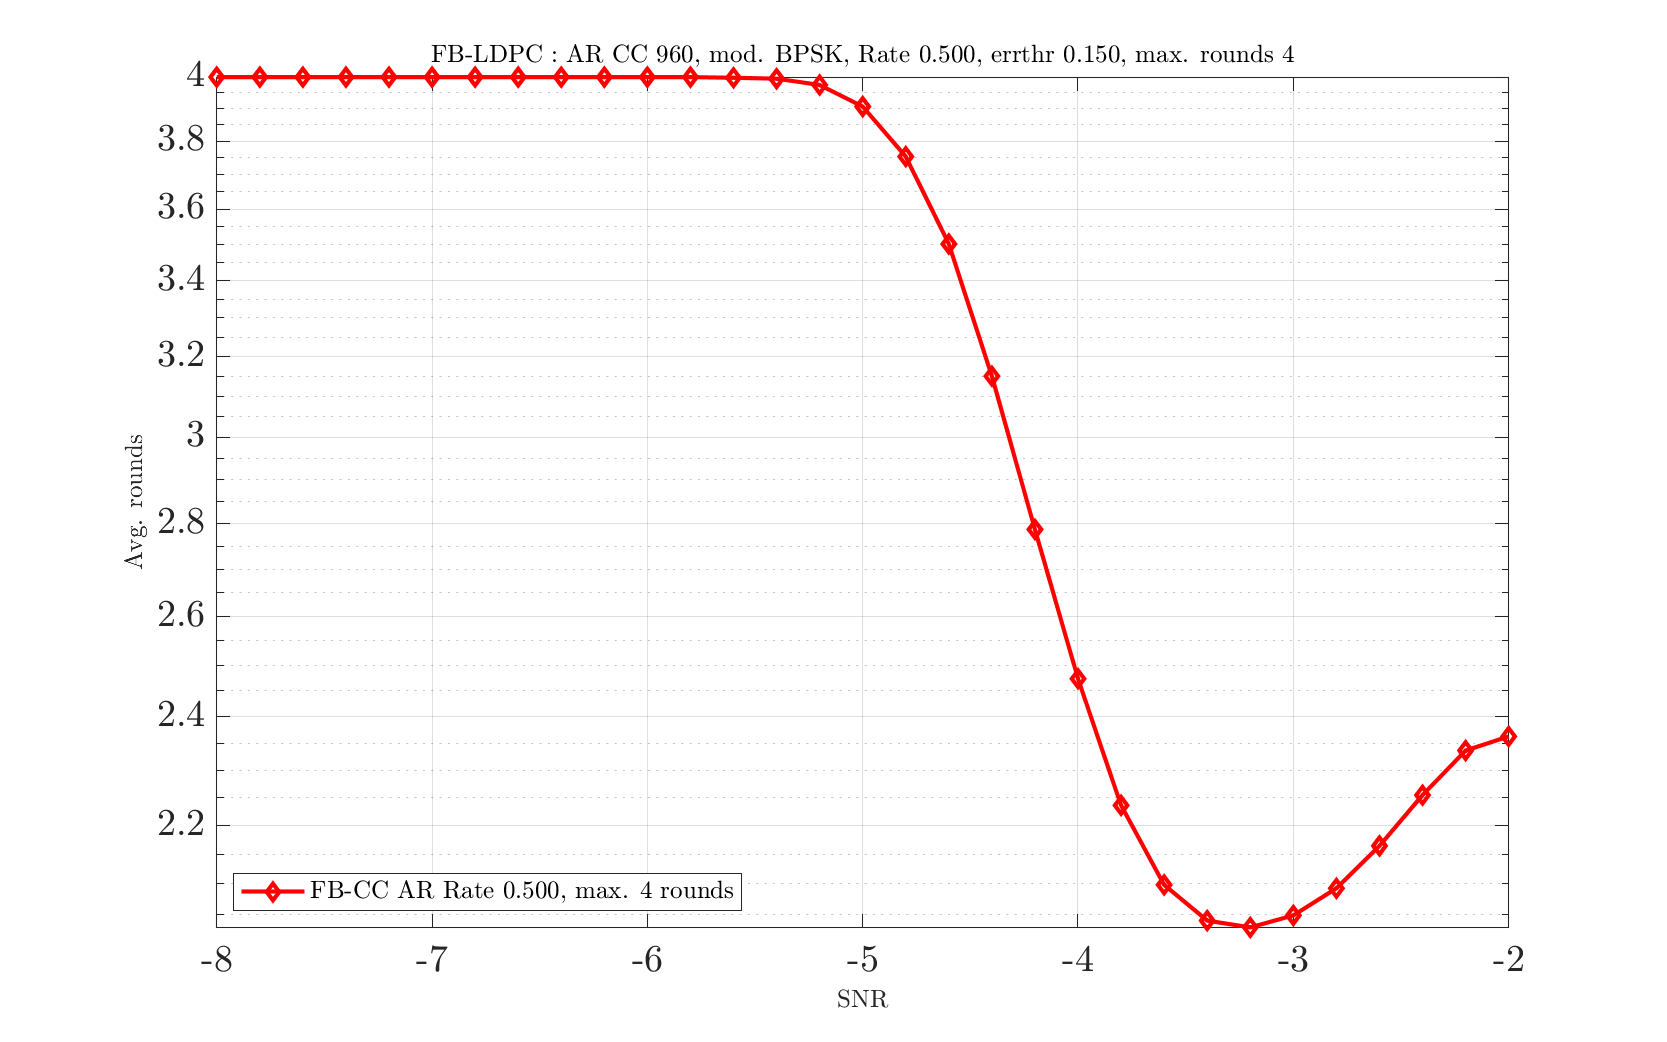 FB-LDPC : AR CC 960, mod. BPSK, Rate 0.500, errthr 0.150, max. rounds 4
4
3.8
3.6
3.4
3.2
3
2.8
2.6
2.4
2.2
Avg. rounds
FB-CC AR Rate 0.500, max. 4 rounds
-8 -7 -6 -5 -4 -3 -2
SNR